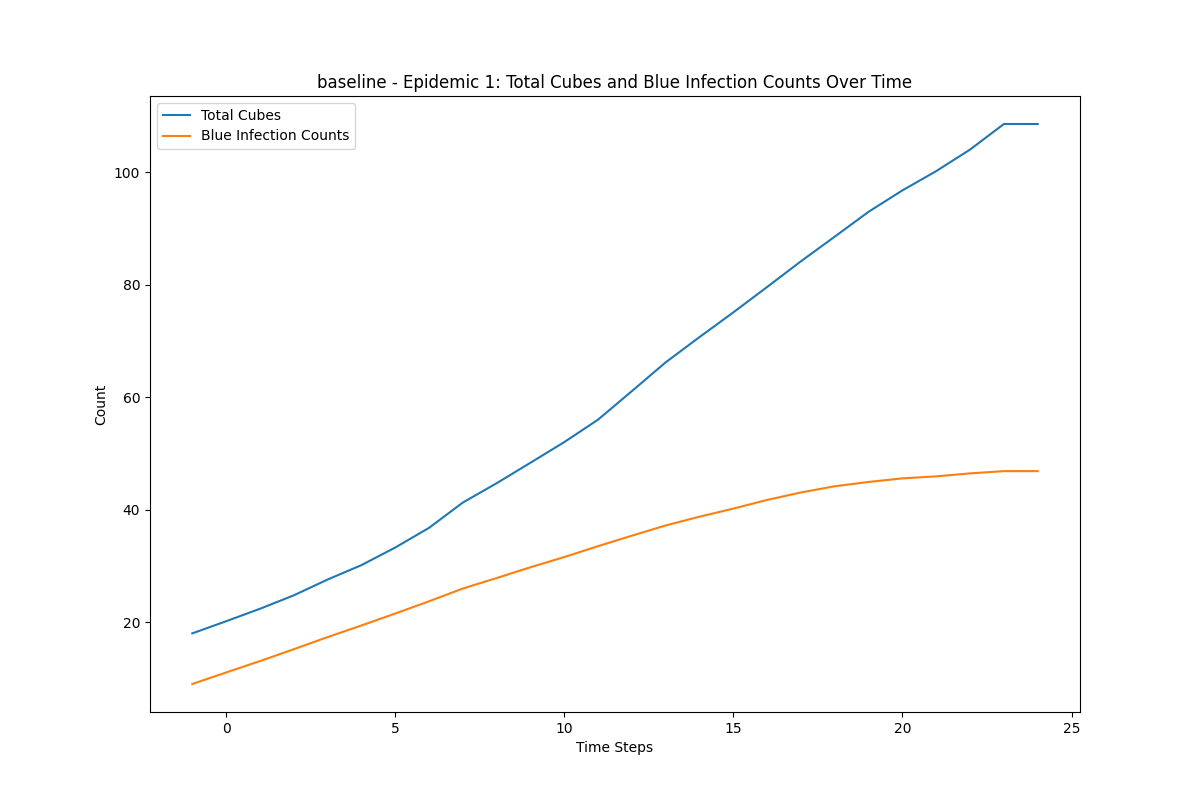 baseline - Epidemic 1: Total Cubes and Blue Infection Counts Over Time
Total Cubes
Blue Infection Counts
100
80
60
40
20
Count
0 5 10 15 20 25
Time Steps